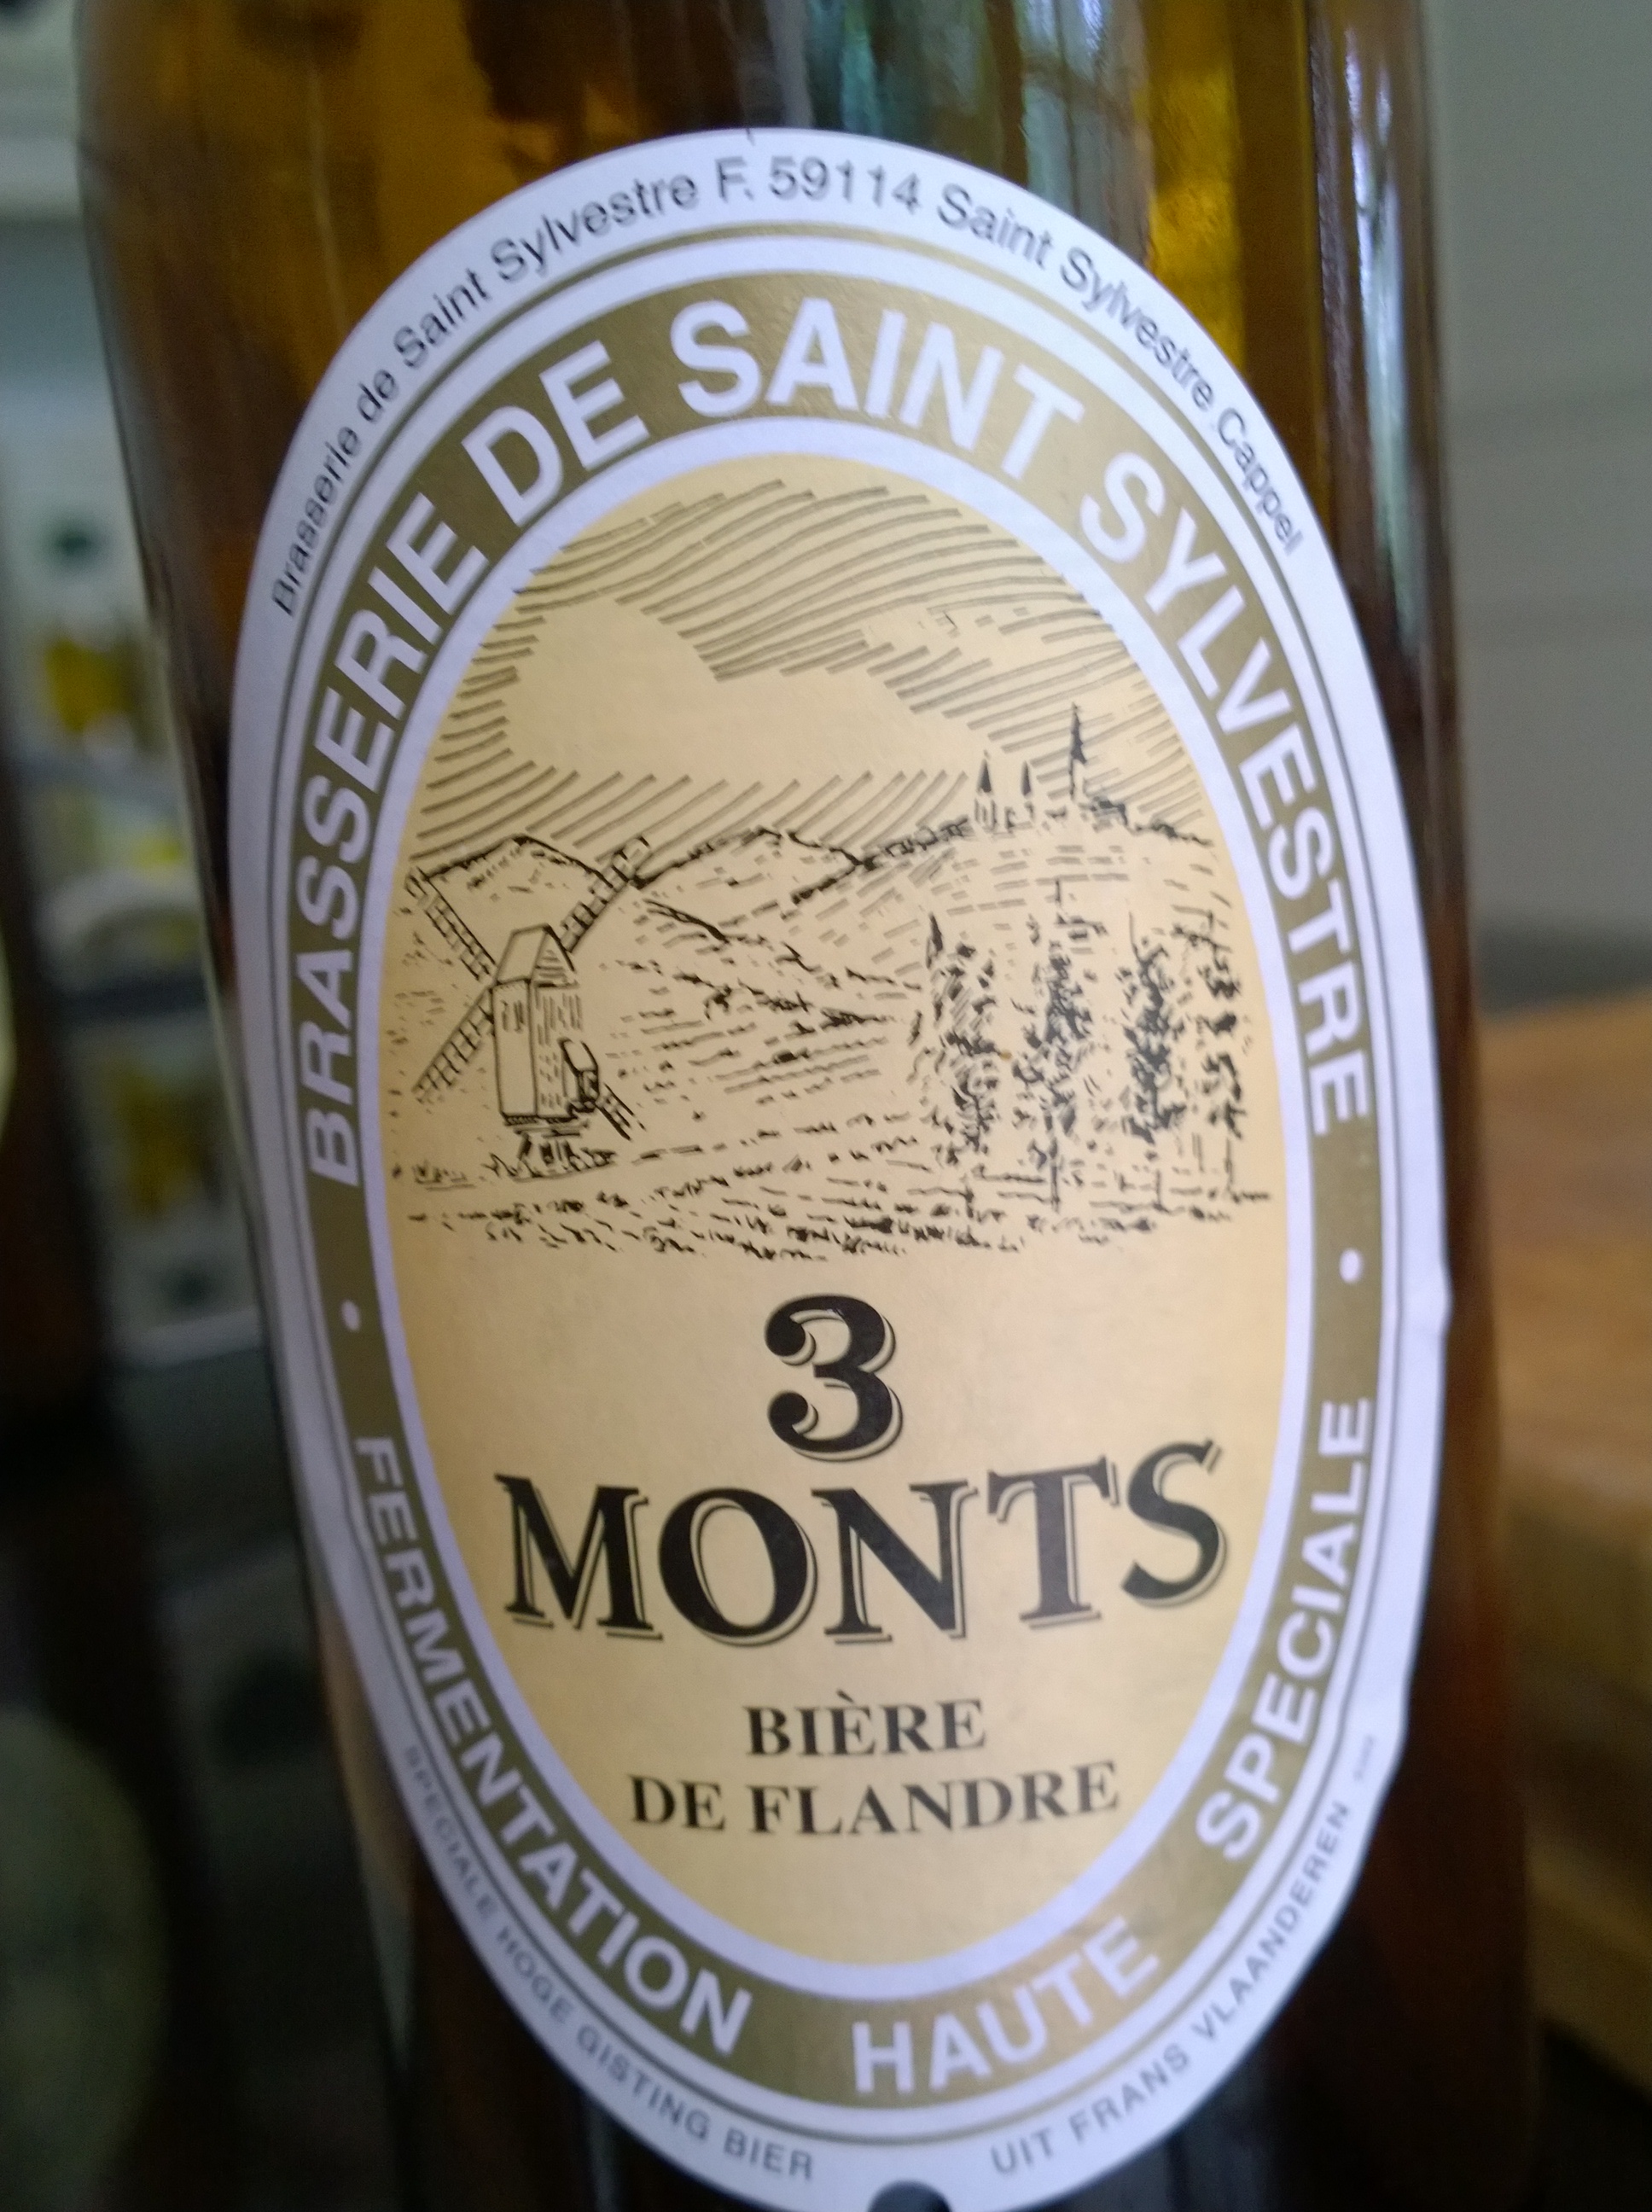 Brasserie de Saint Sylvestre F. 59114 Saint Sylvestre Cappel
BRASSERIE DE SAINT SYLVESTRE
3
MONTS
BIÈRE
DE FLANDRE
• FERMENTATION HAUTE SPECIALE •
SPECIALE HOGE GISTING BIER UIT FRANS VLAANDEREN